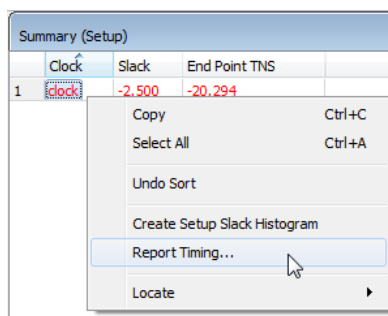 Summary (Setup)
Clock Slack End Point TNS
1 clock -2.500 -20.294
Copy Ctrl+C
Select All Ctrl+A
Undo Sort
Create Setup Slack Histogram
Report Timing...
Locate